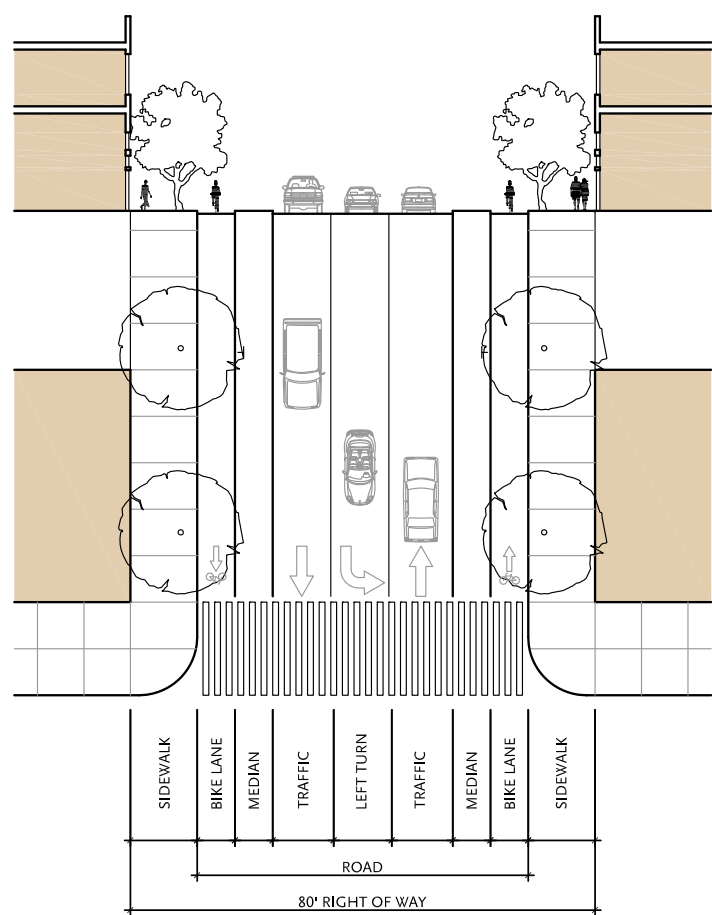 SIDEWALK
BIKE LANE
MEDIAN
TRAFFIC
LEFT TURN
TRAFFIC
MEDIAN
BIKE LANE
SIDEWALK
ROAD
80' RIGHT OF WAY